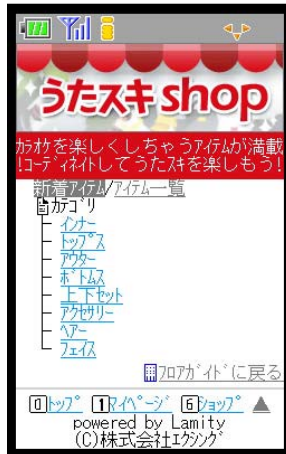 うたスキ shop
ｶﾗｵｹを楽しくしちゃうｱｲﾃﾑが満載
!ｺｰﾃﾞｨﾈｲﾄしてうたｽｷを楽しもう!
新着ｱｲﾃﾑ/ｱｲﾃﾑ一覧
ｶﾃｺﾞﾘ
ｲﾝﾅｰ
ﾄｯﾌﾟｽ
ｱｳﾀｰ
ﾎﾞﾄﾑｽ
上下ｾｯﾄ
ｱｸｾｻﾘｰ
ﾍｱｰ
ﾌｪｲｽ
ﾌﾛｱｶﾞｲﾄﾞに戻る
0 ﾄｯﾌﾟ 1 ﾏｲﾍﾟｰｼﾞ 6 ｼｮｯﾌﾟ ▲
powered by Lamity
(C)株式会社ｴｸｼﾝｸﾞ